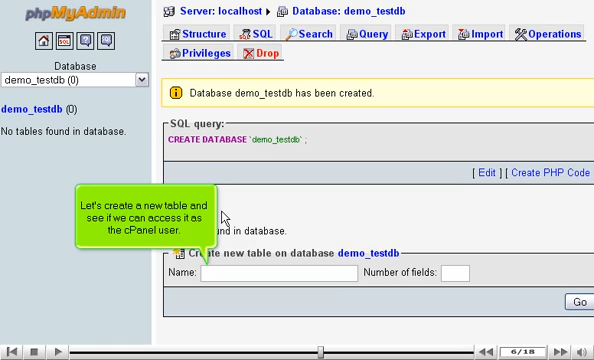 phpMyAdmin
Database
demo_testdb (0)
demo_testdb (0)
No tables found in database.
Server: localhost Database: demo_testdb
Structure SQL Search Query Export Import Operations
Privileges Drop
Database demo_testdb has been created.
SQL query:
CREATE DATABASE `demo_testdb` ;
[ Edit ] [ Create PHP Code
Let's create a new table and
see if we can access it as
the cPanel user.
in database.
Create new table on database demo_testdb
Name: Number of fields:
Go
6/18